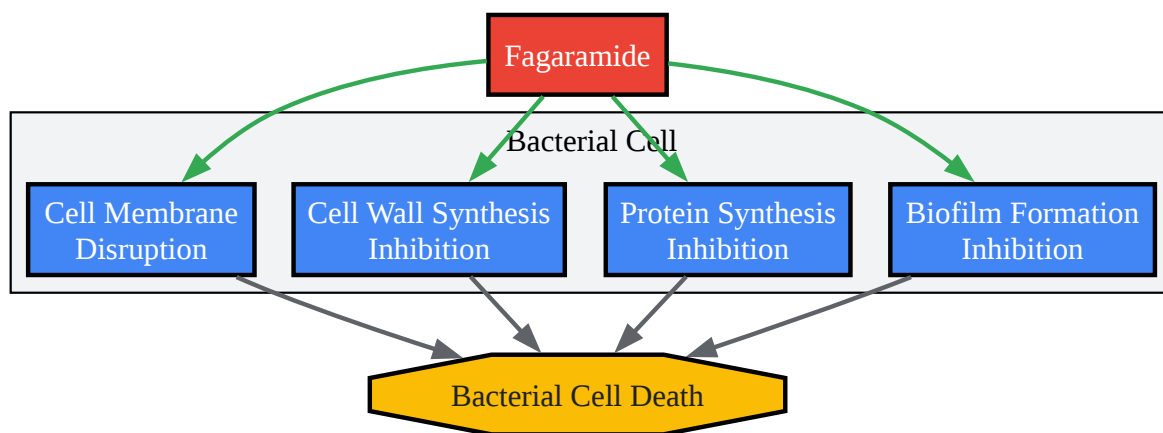 Fagaramide
Bacterial Cell
Cell Membrane
Disruption
Cell Wall Synthesis
Inhibition
Protein Synthesis
Inhibition
Biofilm Formation
Inhibition
Bacterial Cell Death